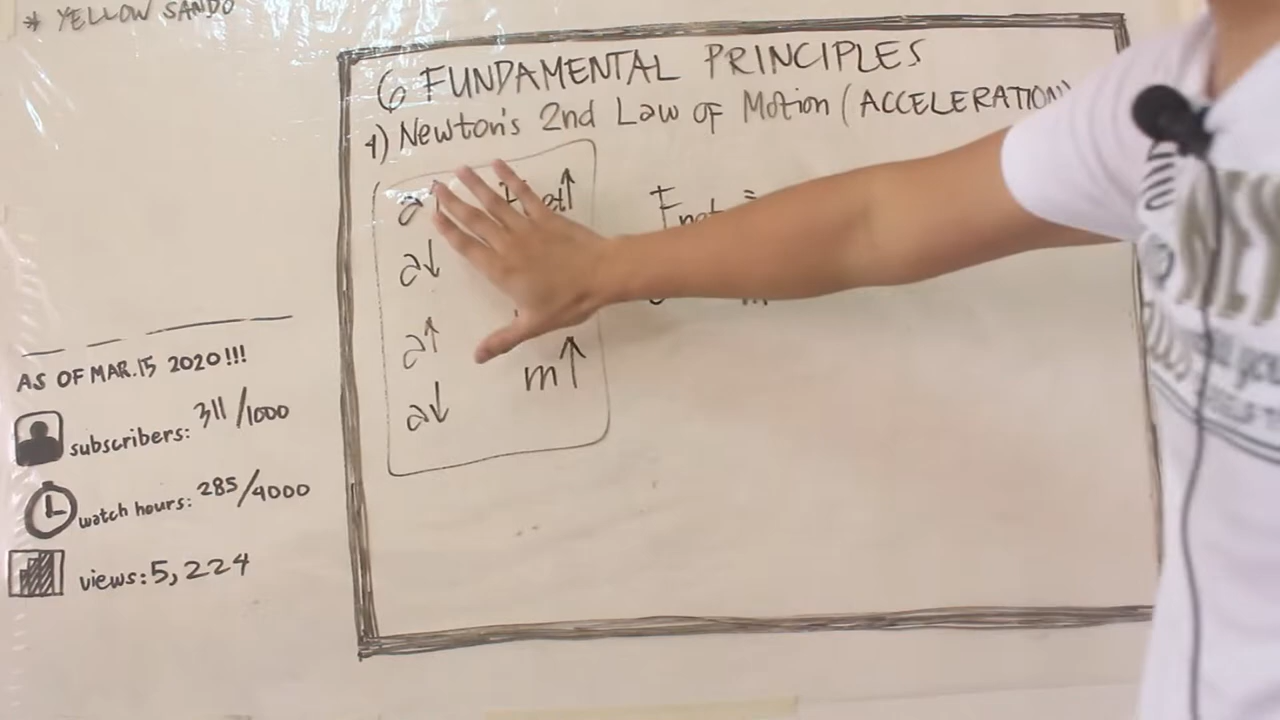 * YELLOW SANDO
6 FUNDAMENTAL PRINCIPLES
4) Newton's 2nd Law of Motion (ACCELERATION)
a
a↓
a↑
m↑
a↓
AS OF MAR.15 2020!!!
subscribers: 311/1000
watch hours: 285/4000
views: 5,224